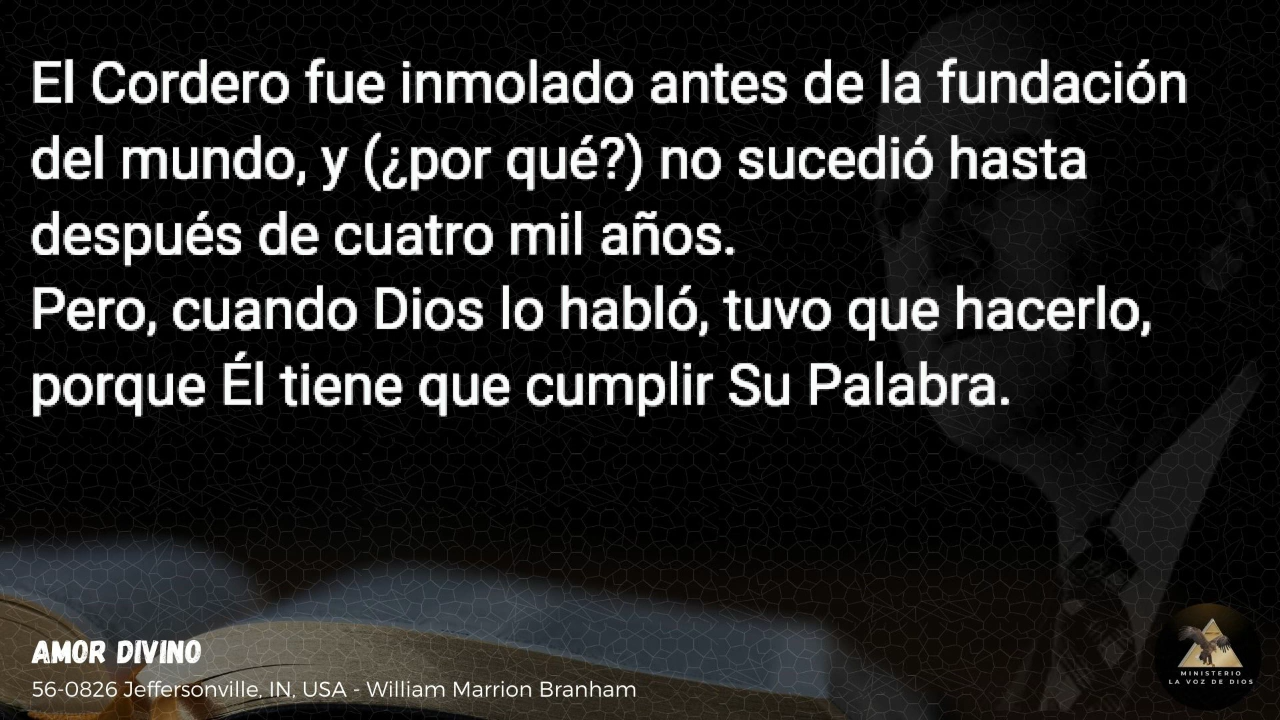 El Cordero fue inmolado antes de la fundación
del mundo, y (¿por qué?) no sucedió hasta
después de cuatro mil años.
Pero, cuando Dios lo habló, tuvo que hacerlo,
porque Él tiene que cumplir Su Palabra.
AMOR DIVINO
56-0826 Jeffersonville, IN, USA - William Marrion Branham
MINISTERIO
LA VOZ DE DIOS